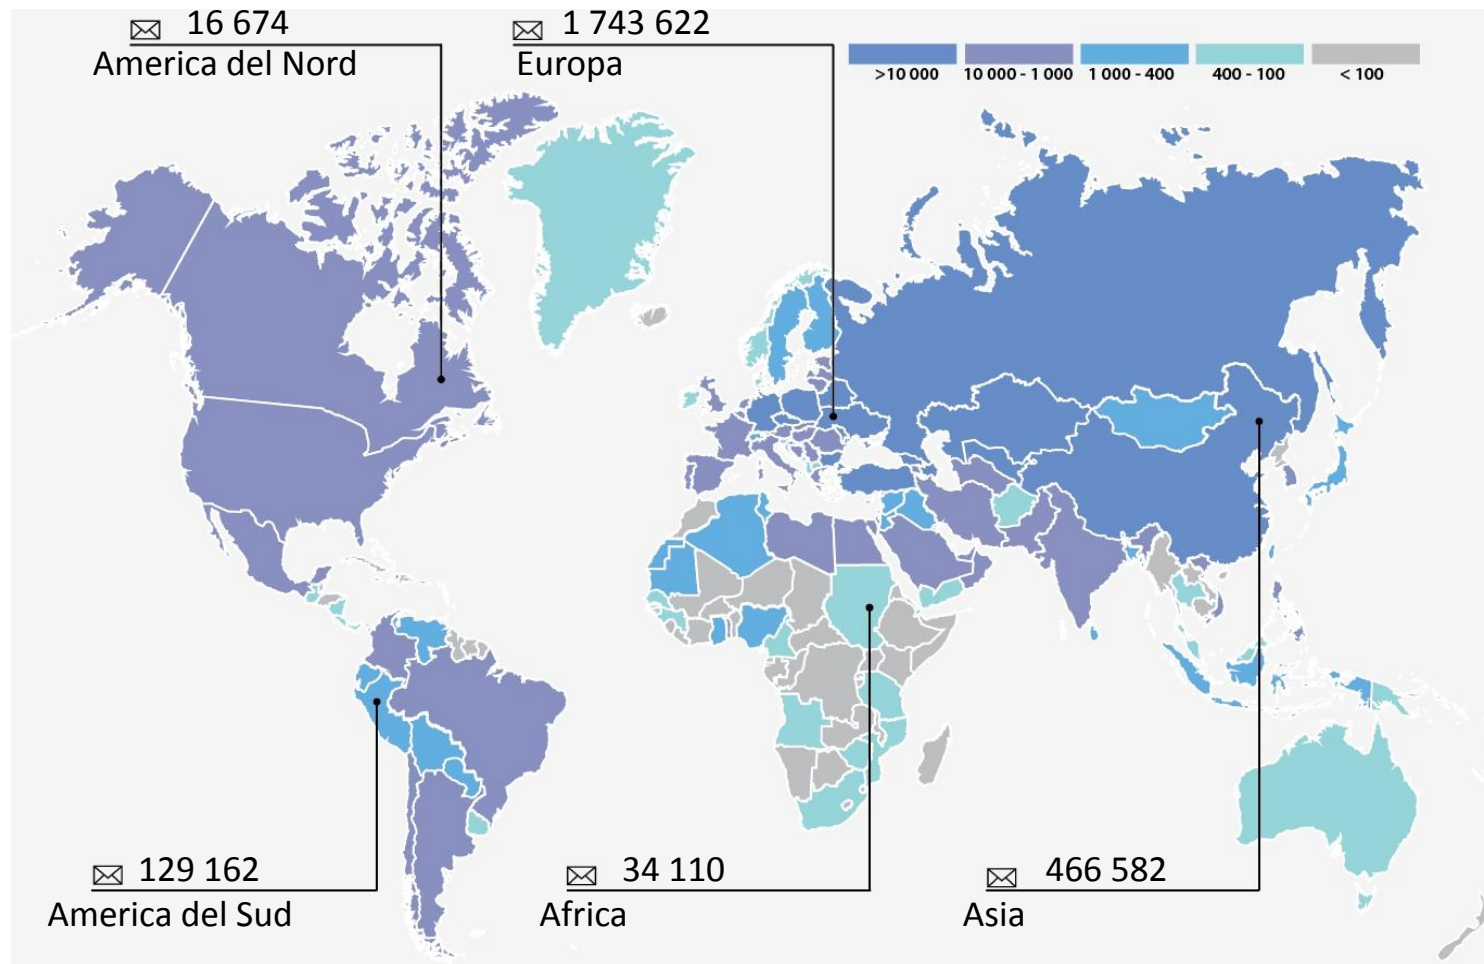 16 674
America del Nord
1 743 622
Europa
>10 000
10 000 - 1 000
1 000 - 400
400 - 100
< 100
129 162
America del Sud
34 110
Africa
466 582
Asia